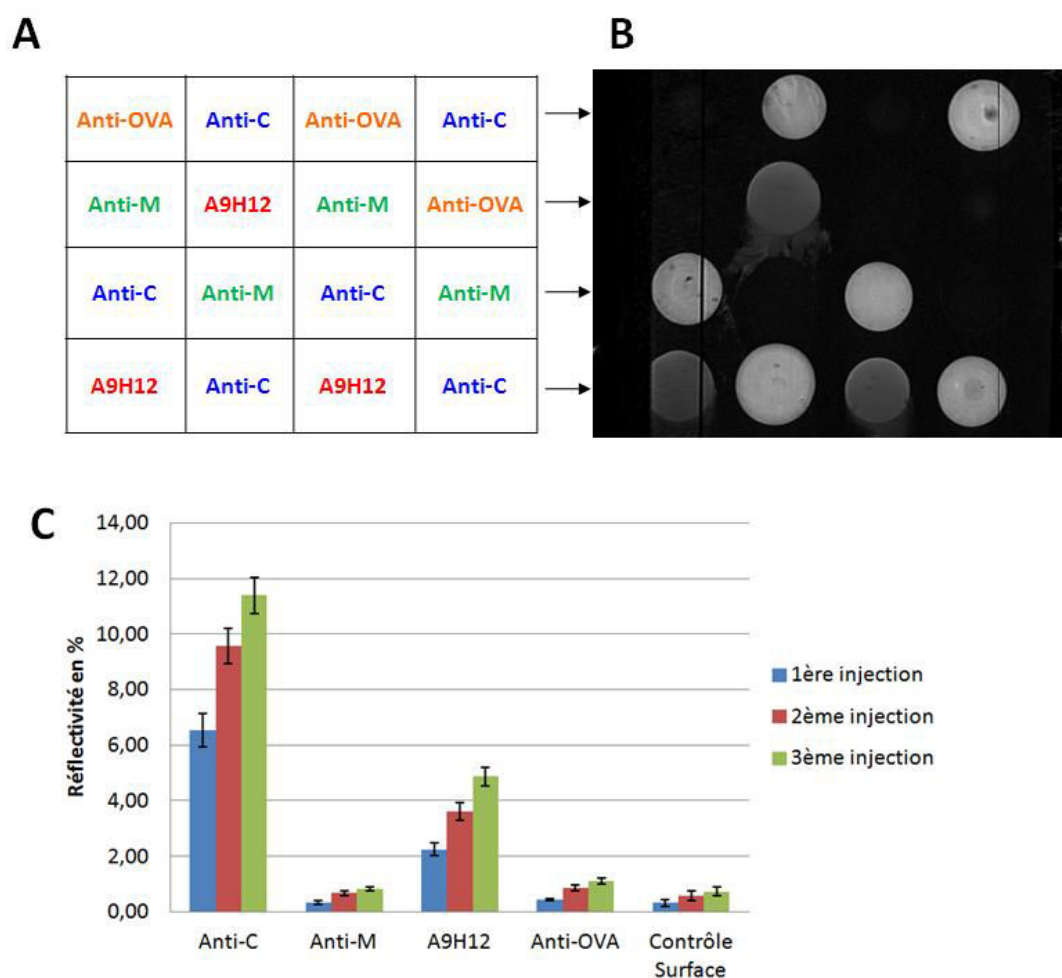 A
B
Anti-OVA Anti-C Anti-OVA Anti-C
Anti-M A9H12 Anti-M Anti-OVA
Anti-C Anti-M Anti-C Anti-M
A9H12 Anti-C A9H12 Anti-C
C
14,00
12,00
10,00
8,00
6,00
4,00
2,00
0,00
Réflectivité en %
Anti-C Anti-M A9H12 Anti-OVA Contrôle
Surface
1ère injection
2ème injection
3ème injection